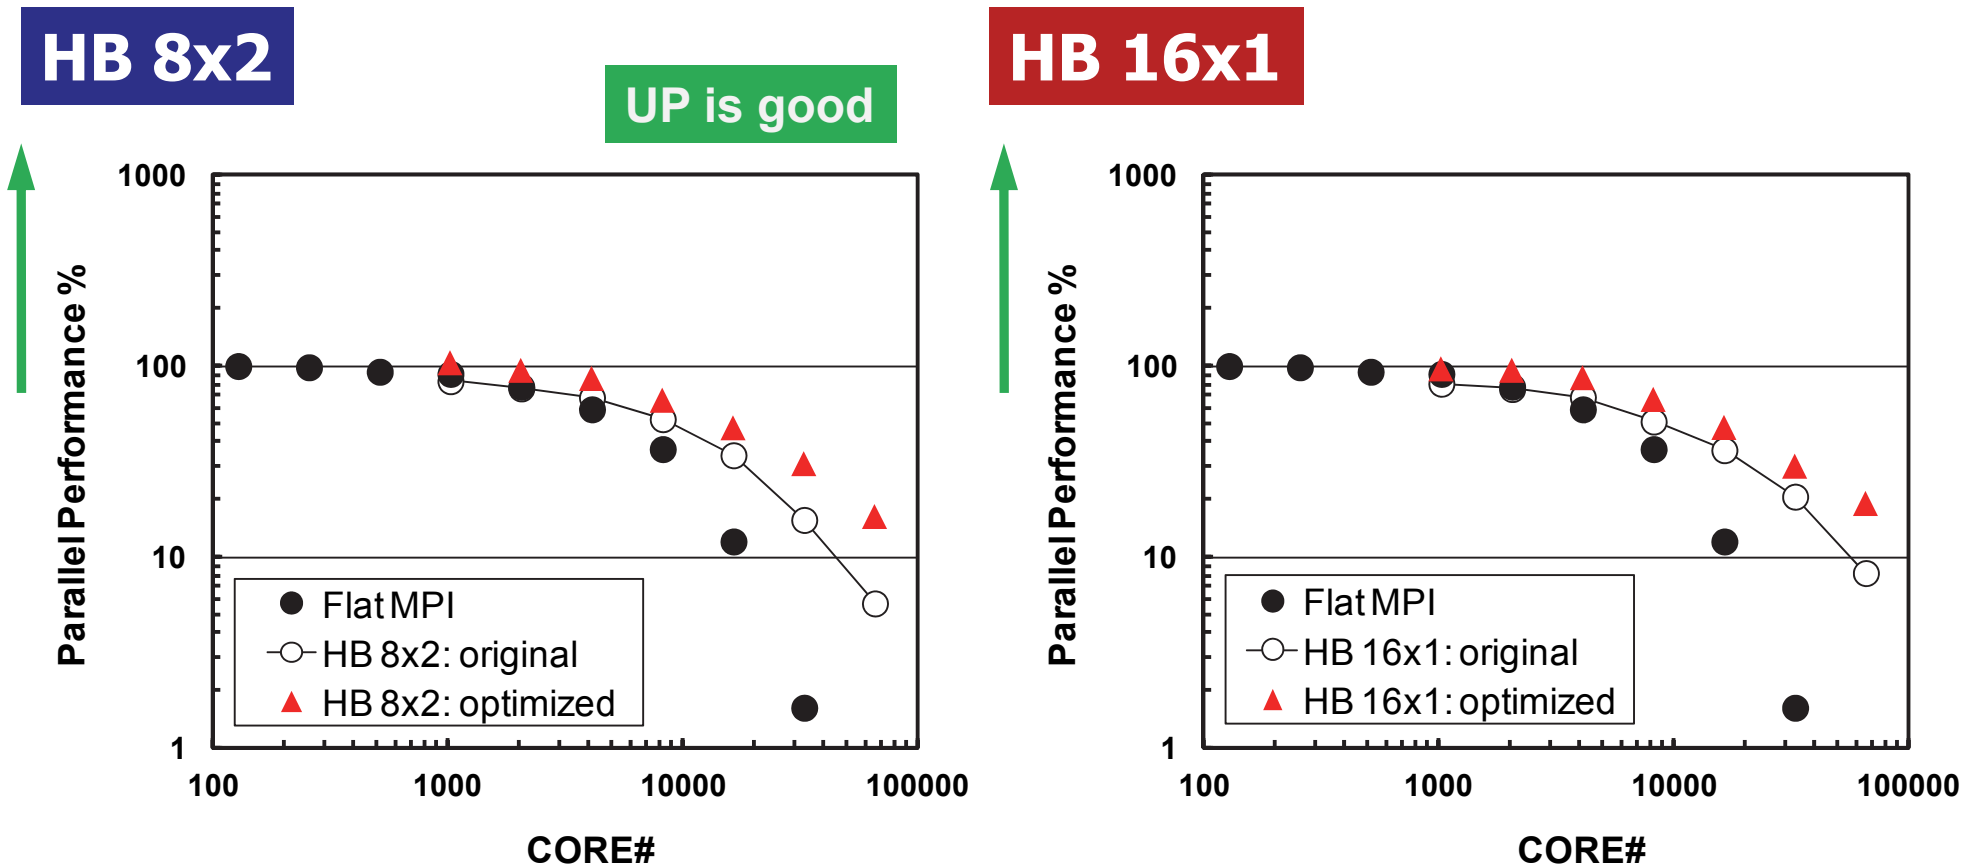 HB 8x2
UP is good
1000
100
10
1
Parallel Performance %
Flat MPI
HB 8x2: original
HB 8x2: optimized
100
1000
10000
100000
CORE#
HB 16x1
1000
100
10
1
Parallel Performance %
Flat MPI
HB 16x1: original
HB 16x1: optimized
100
1000
10000
100000
CORE#